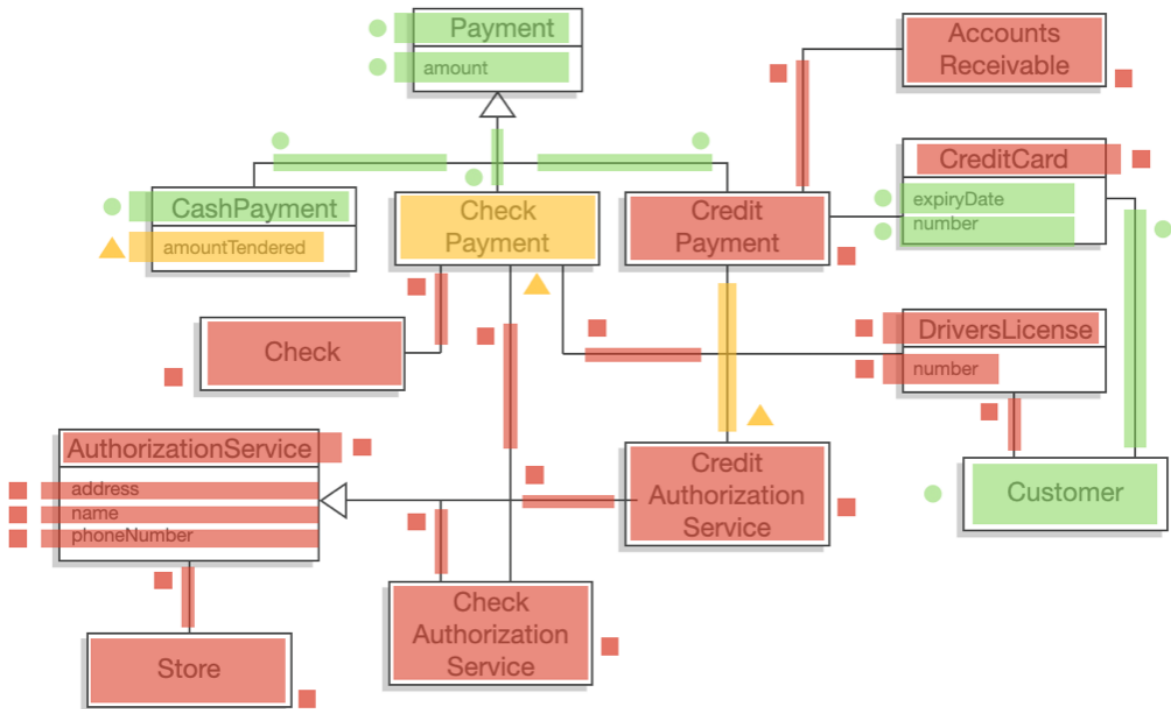 Payment
amount
Accounts
Receivable
CreditCard
expiryDate
number
CashPayment
amountTendered
Check
Payment
Credit
Payment
Check
DriversLicense
number
AuthorizationService
address
name
phoneNumber
Credit
Authorization
Service
Customer
Check
Authorization
Service
Store